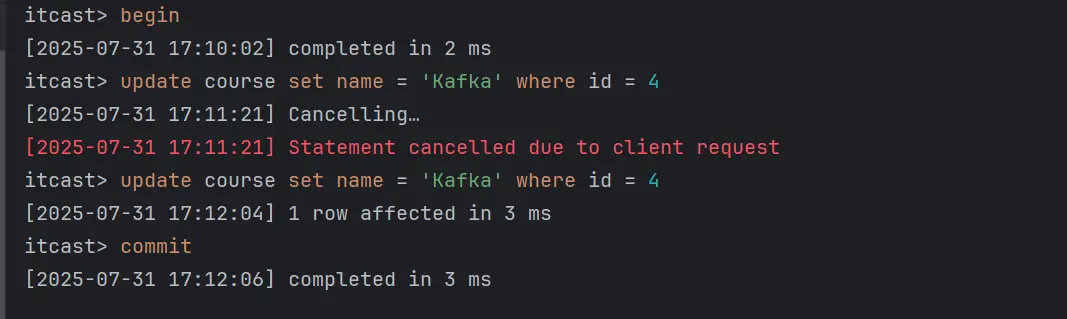 itcast> begin
[2025-07-31 17:10:02] completed in 2 ms
itcast> update course set name = 'Kafka' where id = 4
[2025-07-31 17:11:21] Cancelling…
[2025-07-31 17:11:21] Statement cancelled due to client request
itcast> update course set name = 'Kafka' where id = 4
[2025-07-31 17:12:04] 1 row affected in 3 ms
itcast> commit
[2025-07-31 17:12:06] completed in 3 ms